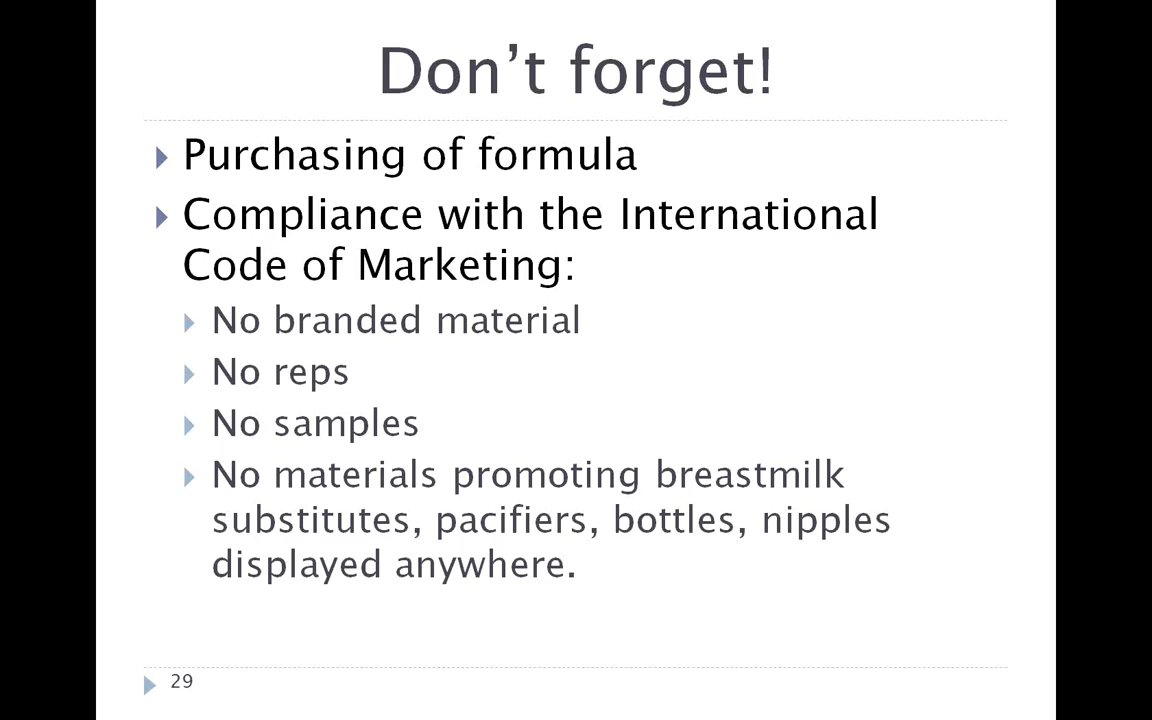 Don’t forget!
Purchasing of formula
Compliance with the International
Code of Marketing:
No branded material
No reps
No samples
No materials promoting breastmilk
substitutes, pacifiers, bottles, nipples
displayed anywhere.
29